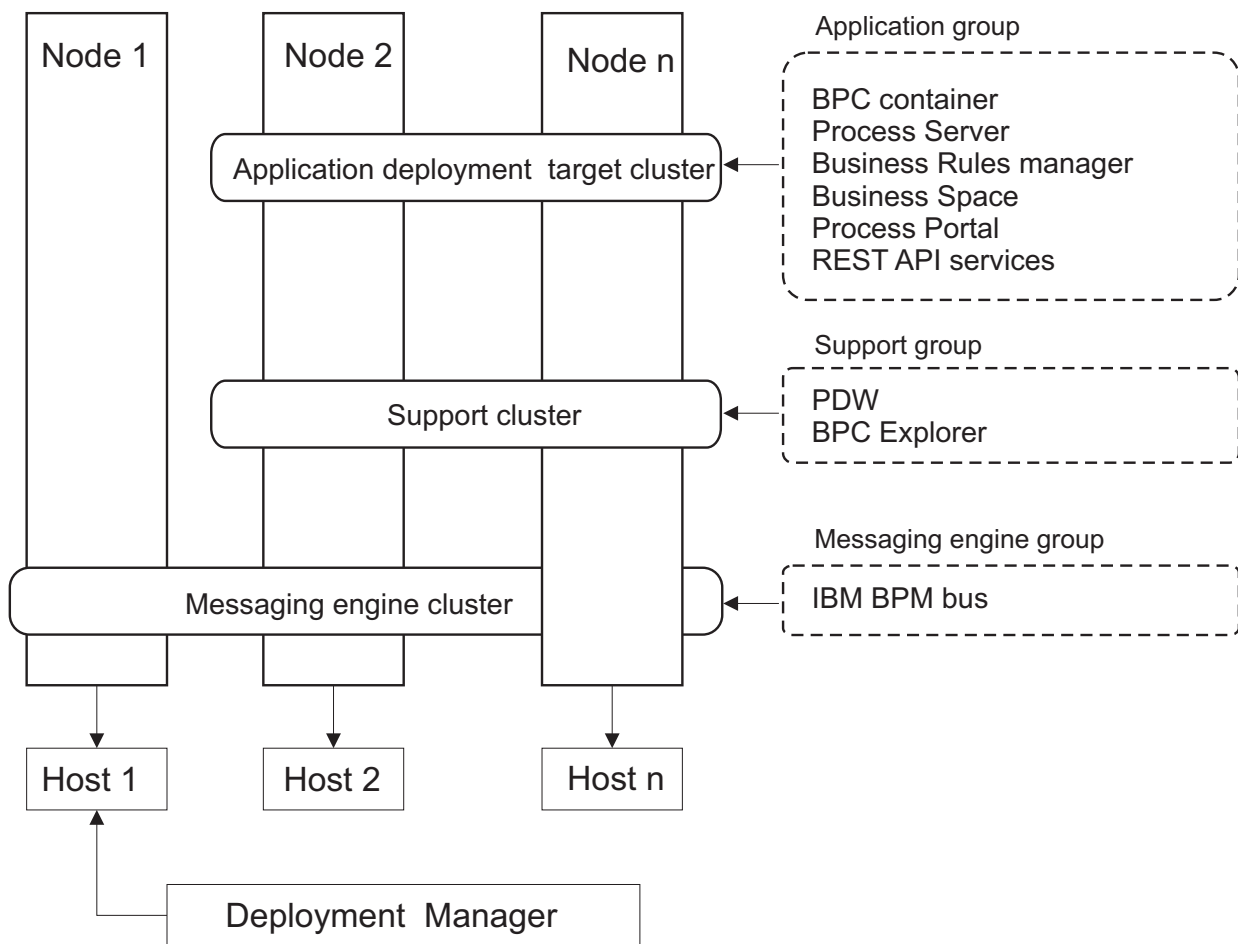 Node 1
Node 2
Node n
Application group
BPC container
Process Server
Business Rules manager
Business Space
Process Portal
REST API services
Application deployment target cluster
Support group
PDW
BPC Explorer
Support cluster
Messaging engine group
IBM BPM bus
Messaging engine cluster
Host 1
Host 2
Host n
Deployment Manager